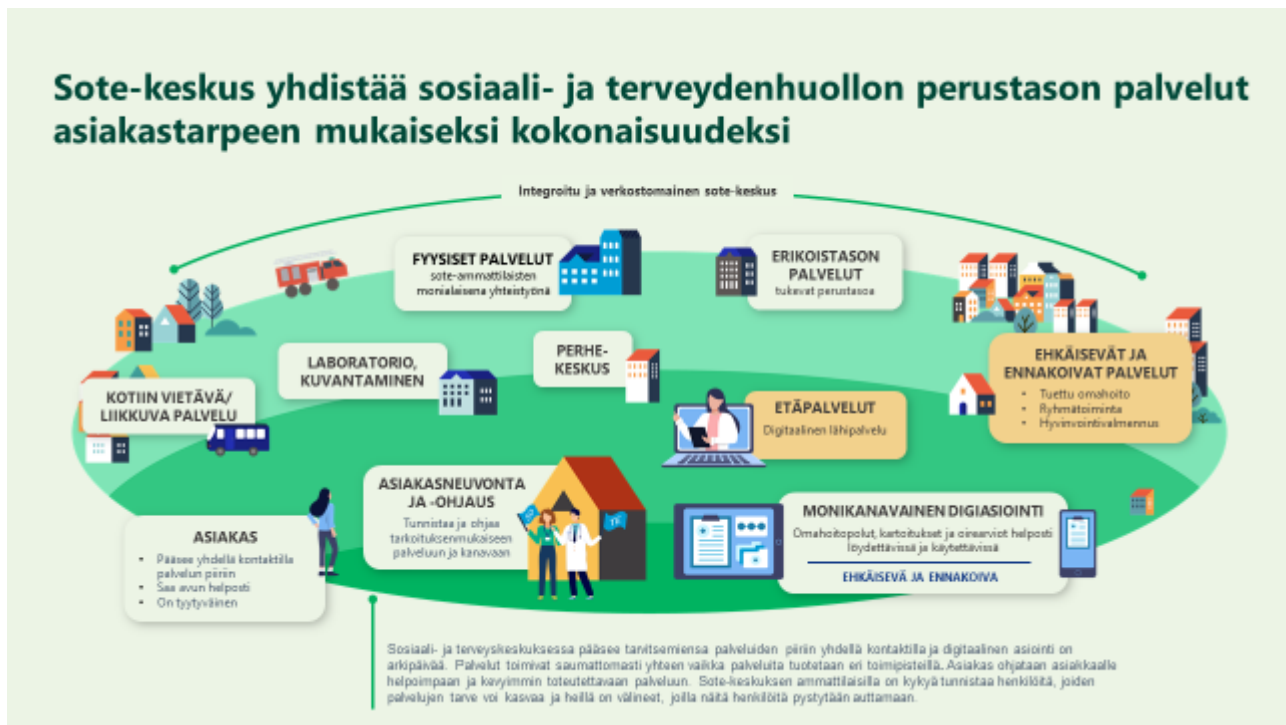 Sote-keskus yhdistää sosiaali- ja terveydenhuollon perustason palvelut
asiakastarpeen mukaiseksi kokonaisuudeksi
Integroitu ja verkostomainen sote-keskus
FYYSISET PALVELUT
sote-ammattilaisten
monialaisena yhteistyönä
ERIKOISTASON
PALVELUT
tukevat perustasoa
LABORATORIO,
KUVANTAMINEN
PERHE-
KESKUS
EHKÄISEVÄT JA
ENNAKOIVAT PALVELUT
• Tuettu omahoito
• Ryhmätoiminta
• Hyvinvointivalmennus
KOTIIN VIETÄVÄ/
LIIKKUVA PALVELU
ETÄPALVELUT
Digitaalinen lähipalvelu
ASIAKASNEUVONTA
JA -OHJAUS
Tunnistaa ja ohjaa
tarkoituksenmukaiseen
palveluun ja kanavaan
MONIKANAVAINEN DIGIASIOINTI
Omahoitopolut, kartoitukset ja oirearviot helposti
löydettävissä ja käytettävissä
EHKÄISEVÄ JA ENNAKOIVA
ASIAKAS
• Pääsee yhdellä kontaktilla
palvelun piiriin
• Saa avun helposti
• On tyytyväinen
Sosiaali- ja terveyskeskuksessa pääsee tarvitsemiensa palveluiden piiriin yhdellä kontaktilla ja digitaalinen asiointi on
arkipäivää. Palvelut toimivat saumattomasti yhteen vaikka palveluita tuotetaan eri toimipisteillä. Asiakas ohjataan asiakkaalle
helpoimpaan ja kevyimmin toteutettavaan palveluun. Sote-keskuksen ammattilaisilla on kykyä tunnistaa henkilöitä, joiden
palvelujen tarve voi kasvaa ja heillä on välineet, joilla näitä henkilöitä pystytään auttamaan.